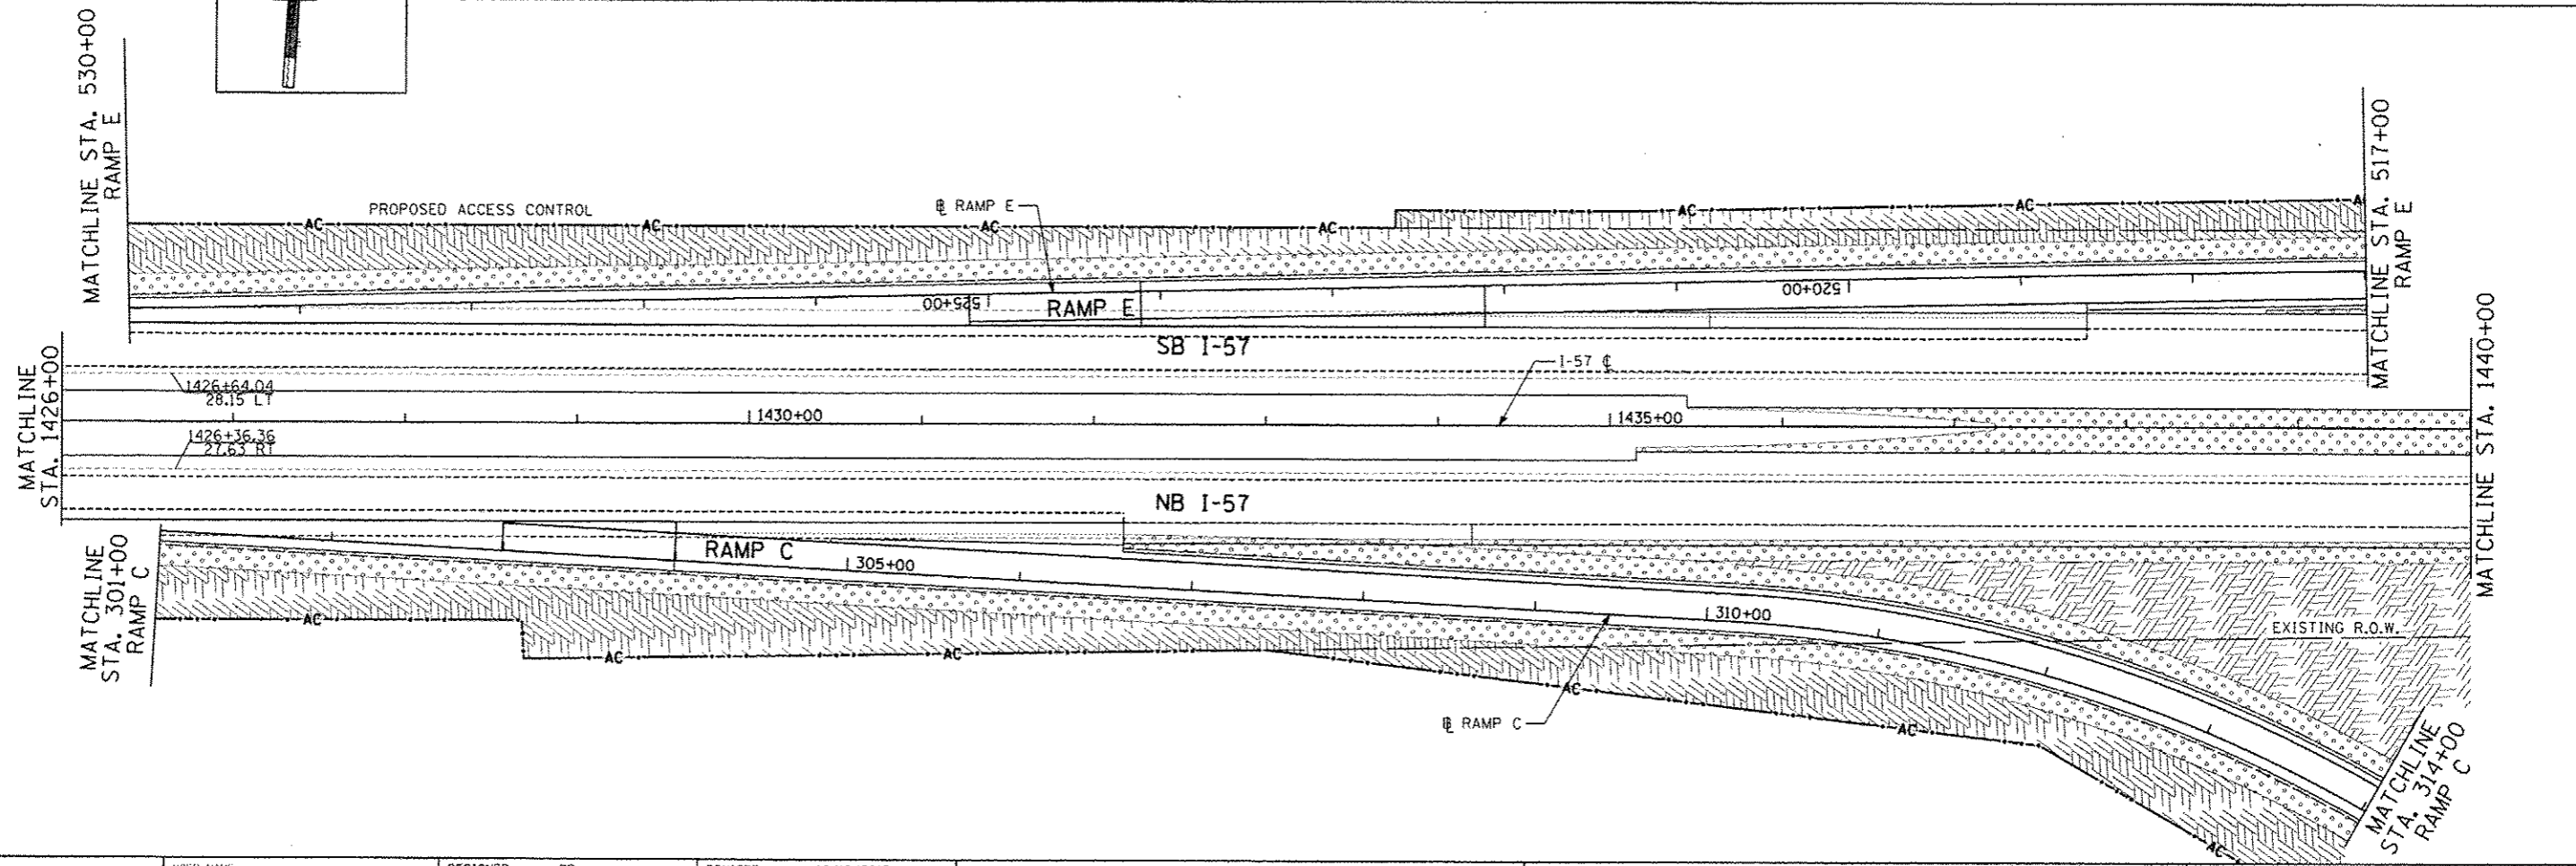 MATCHLINE STA. 530+00
RAMP E
PROPOSED ACCESS CONTROL
AC
AC
AC
AC
AC
AC
℄ RAMP E
MATCHLINE STA. 517+00
RAMP E
525+00
RAMP E
520+00
SB I-57
MATCHLINE
STA. 1426+00
1426+64.04
28.15 LT
I-57 ℄
1430+00
1435+00
1426+36.36
27.63 RT
NB I-57
MATCHLINE STA. 1440+00
MATCHLINE
STA. 301+00
RAMP C
RAMP C
305+00
310+00
EXISTING R.O.W.
AC
AC
AC
AC
AC
AC
℄ RAMP C
MATCHLINE
STA. 314+00
RAMP C